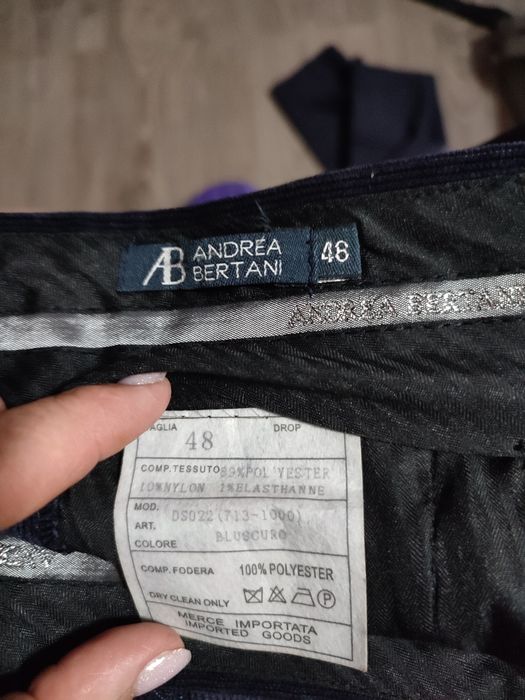 AB ANDREA
BERTANI
48
ANDREA BERTANI
TAGLIA DROP
48
COMP.TESSUTO 89%POLYESTER
10%NYLON 1%ELASTHANNE
MOD. DS022(713-1000)
ART.
COLORE BLUSCURO
COMP.FODERA 100%POLYESTER
DRY CLEAN ONLY P
MERCE IMPORTATA
IMPORTED GOODS